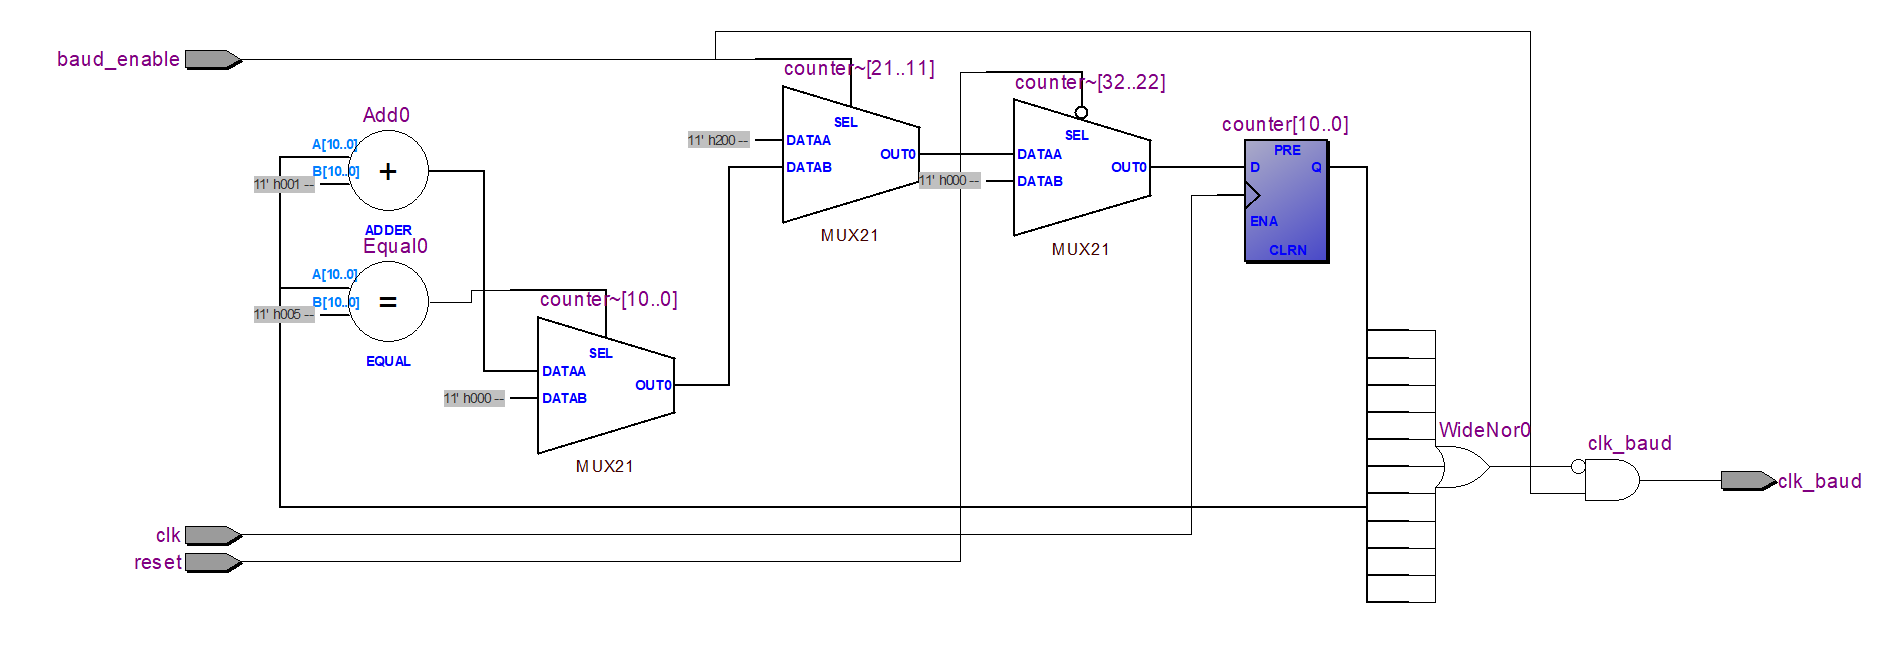 baud_enable
counter~[21..11]
counter~[32..22]
SEL
11' h200 --
DATAA
DATAB
OUT0
MUX21
SEL
DATAA
11' h000 --
DATAB
OUT0
MUX21
counter[10..0]
PRE
D
Q
ENA
CLRN
Add0
A[10..0]
B[10..0]
11' h001 --
+
ADDER
Equal0
A[10..0]
B[10..0]
11' h005 --
=
EQUAL
counter~[10..0]
SEL
DATAA
11' h000 --
DATAB
OUT0
MUX21
WideNor0
clk_baud
clk_baud
clk
reset